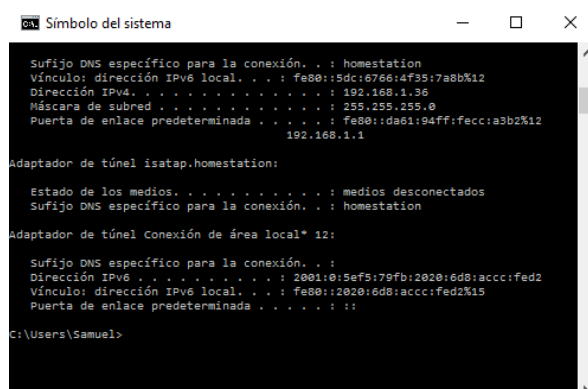 Símbolo del sistema
Sufijo DNS específico para la conexión. . : homestation
Vínculo: dirección IPv6 local. . . : fe80::5dc:6766:4f35:7a8b%12
Dirección IPv4. . . . . . . . . . . . . . : 192.168.1.36
Máscara de subred . . . . . . . . . . . . : 255.255.255.0
Puerta de enlace predeterminada . . . . . : fe80::da61:94ff:fecc:a3b2%12
192.168.1.1
Adaptador de túnel isatap.homestation:
Estado de los medios. . . . . . . . . . . : medios desconectados
Sufijo DNS específico para la conexión. . : homestation
Adaptador de túnel Conexión de área local* 12:
Sufijo DNS específico para la conexión. . :
Dirección IPv6 . . . . . . . . . . : 2001:0:5ef5:79fb:2020:6d8:accc:fed2
Vínculo: dirección IPv6 local. . . : fe80::2020:6d8:accc:fed2%15
Puerta de enlace predeterminada . . . . . : ::
C:\Users\Samuel>